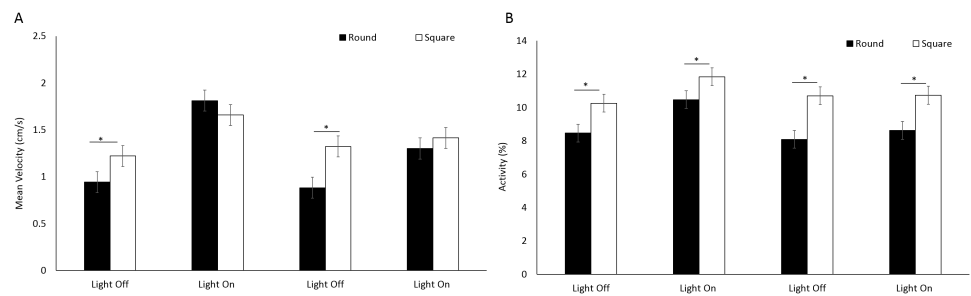 A
Round Square
Mean Velocity (cm/s)
2.5
2
1.5
1
0.5
0
*
*
Light Off Light On Light Off Light On
B
Round Square
Activity (%)
14
12
10
8
6
4
2
0
*
*
*
*
Light Off Light On Light Off Light On